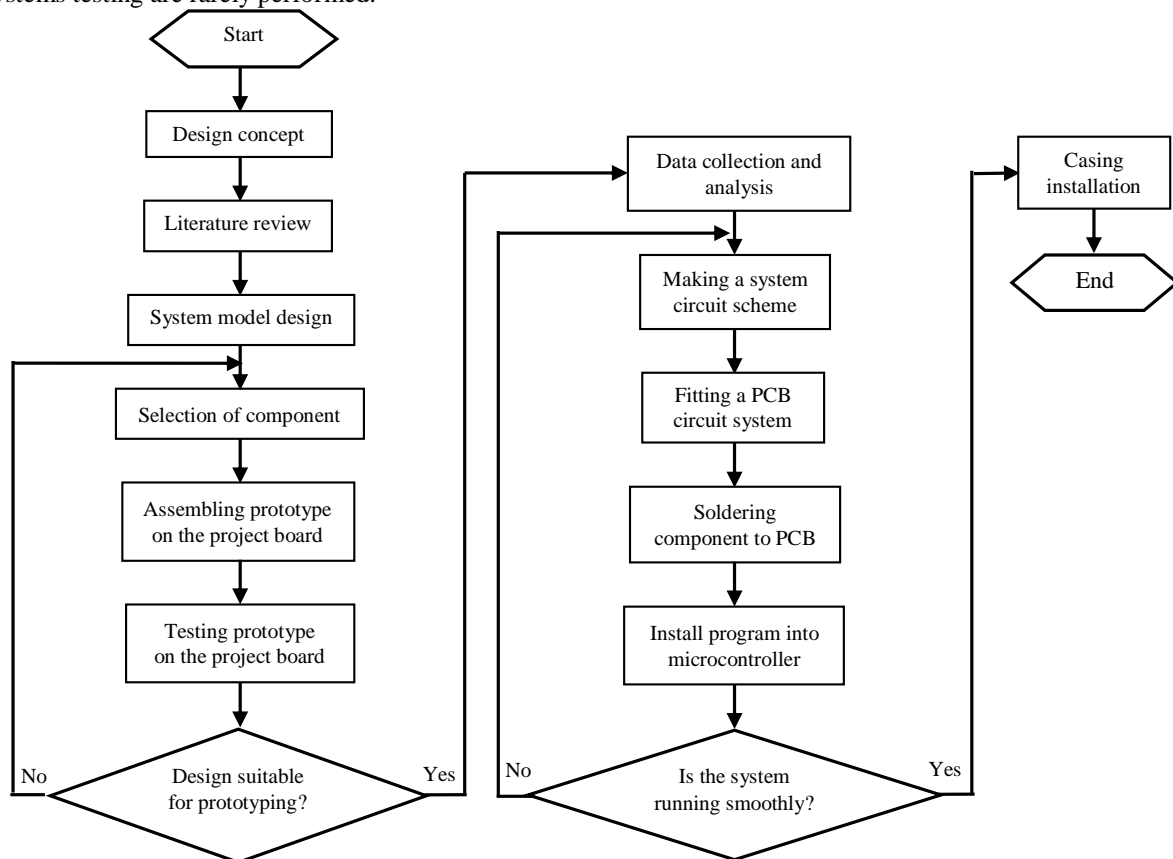 ystems testing are rarely performed.
Start
Design concept
Literature review
System model design
Selection of component
Assembling prototype
on the project board
Testing prototype
on the project board
No
Design suitable
for prototyping?
Yes
Data collection and
analysis
Making a system
circuit scheme
Fitting a PCB
circuit system
Soldering
component to PCB
Install program into
microcontroller
No
Is the system
running smoothly?
Yes
Casing
installation
End